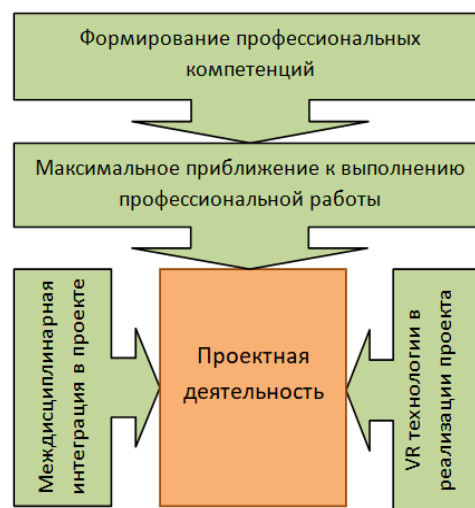 Формирование профессиональных
компетенций
Максимальное приближение к выполнению
профессиональной работы
Междисциплинарная
интеграция в проекте
Проектная
деятельность
VR технологии в
реализации проекта